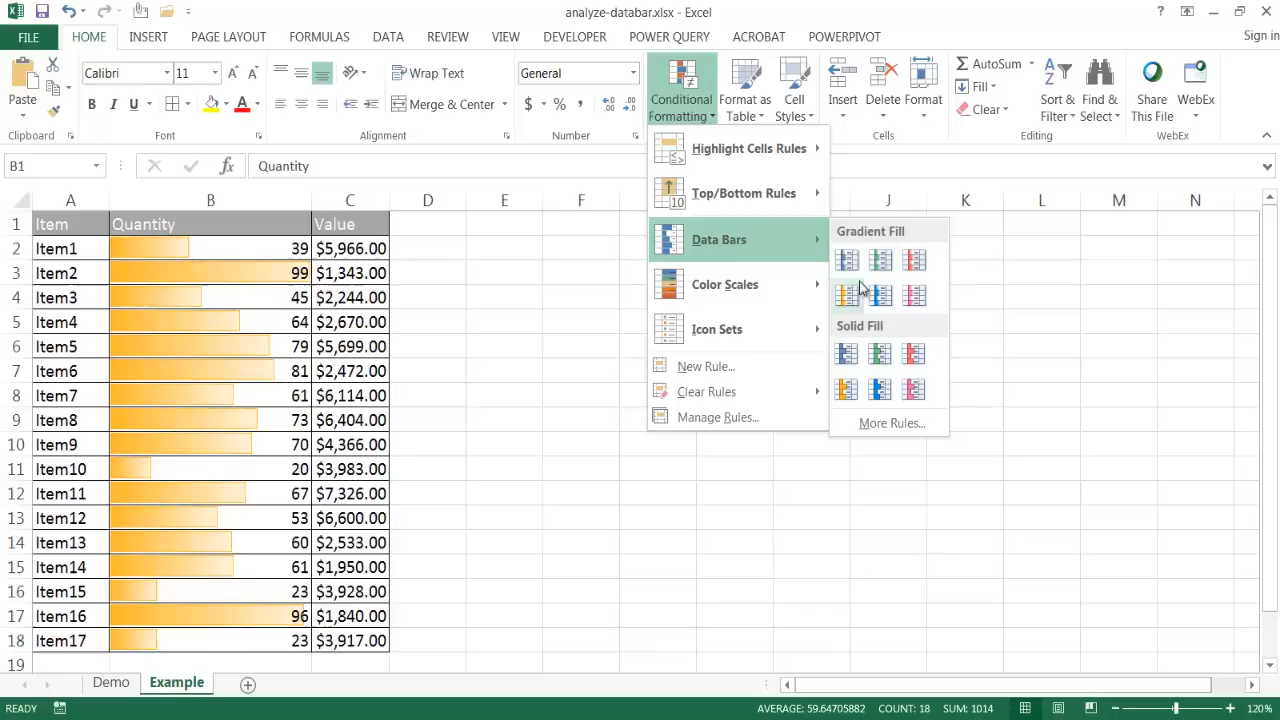 analyze-databar.xlsx - Excel
?
FILE HOME INSERT PAGE LAYOUT FORMULAS DATA REVIEW VIEW DEVELOPER POWER QUERY ACROBAT POWERPIVOT Sign in
Calibri 11 Wrap Text General AutoSum
Fill
Paste B I U A Merge & Center $ % , Conditional Formatting Format as Table Cell Styles Insert Delete Format Clear Sort & Filter Find & Select Share This File WebEx
Clipboard Font Alignment Number Cells Editing WebEx
B1 fx Quantity
Highlight Cells Rules
Top/Bottom Rules
Data Bars
Color Scales
Icon Sets
New Rule...
Clear Rules
Manage Rules...
Gradient Fill
Solid Fill
More Rules...
A B C D E F J K L M N
1 Item Quantity Value
2 Item1 39 $5,966.00
3 Item2 99 $1,343.00
4 Item3 45 $2,244.00
5 Item4 64 $2,670.00
6 Item5 79 $5,699.00
7 Item6 81 $2,472.00
8 Item7 61 $6,114.00
9 Item8 73 $6,404.00
10 Item9 70 $4,366.00
11 Item10 20 $3,983.00
12 Item11 67 $7,326.00
13 Item12 53 $6,600.00
14 Item13 60 $2,533.00
15 Item14 61 $1,950.00
16 Item15 23 $3,928.00
17 Item16 96 $1,840.00
18 Item17 23 $3,917.00
19
Demo Example
READY AVERAGE: 59.64705882 COUNT: 18 SUM: 1014 120%